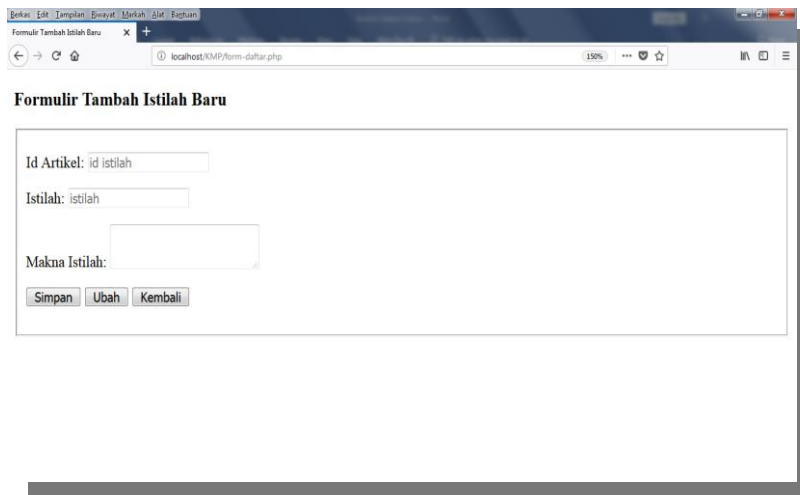 Berkas Edit Tampilan Riwayat Markah Alat Bantuan
Formulir Tambah Istilah Baru X +
localhost/KMP/form-daftar.php 150%
Formulir Tambah Istilah Baru
Id Artikel: id istilah
Istilah: istilah
Makna Istilah:
Simpan Ubah Kembali